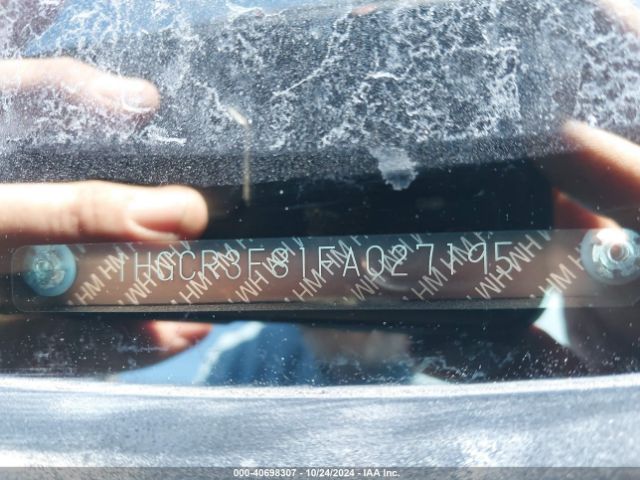 1HGCR3F81FA027195
000-40698307 - 10/24/2024 - IAA Inc.